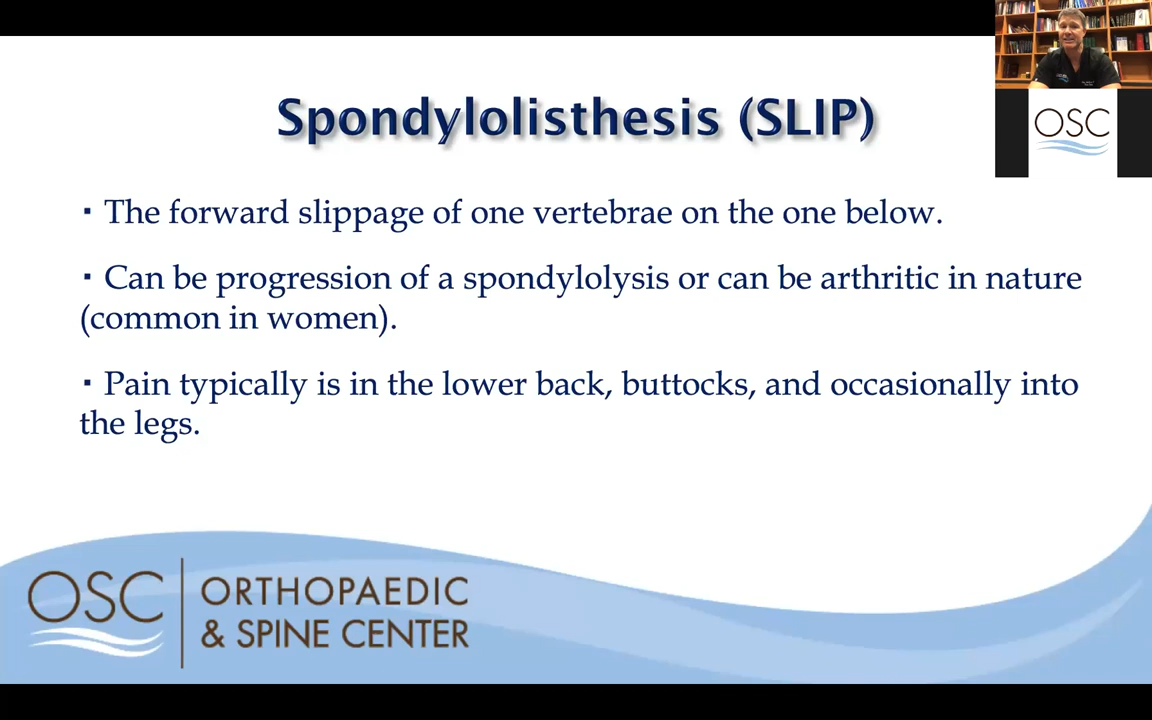 Spondylolisthesis (SLIP)
▪ The forward slippage of one vertebrae on the one below.
▪ Can be progression of a spondylolysis or can be arthritic in nature
(common in women).
▪ Pain typically is in the lower back, buttocks, and occasionally into
the legs.
OSC
OSC
ORTHOPAEDIC
& SPINE CENTER